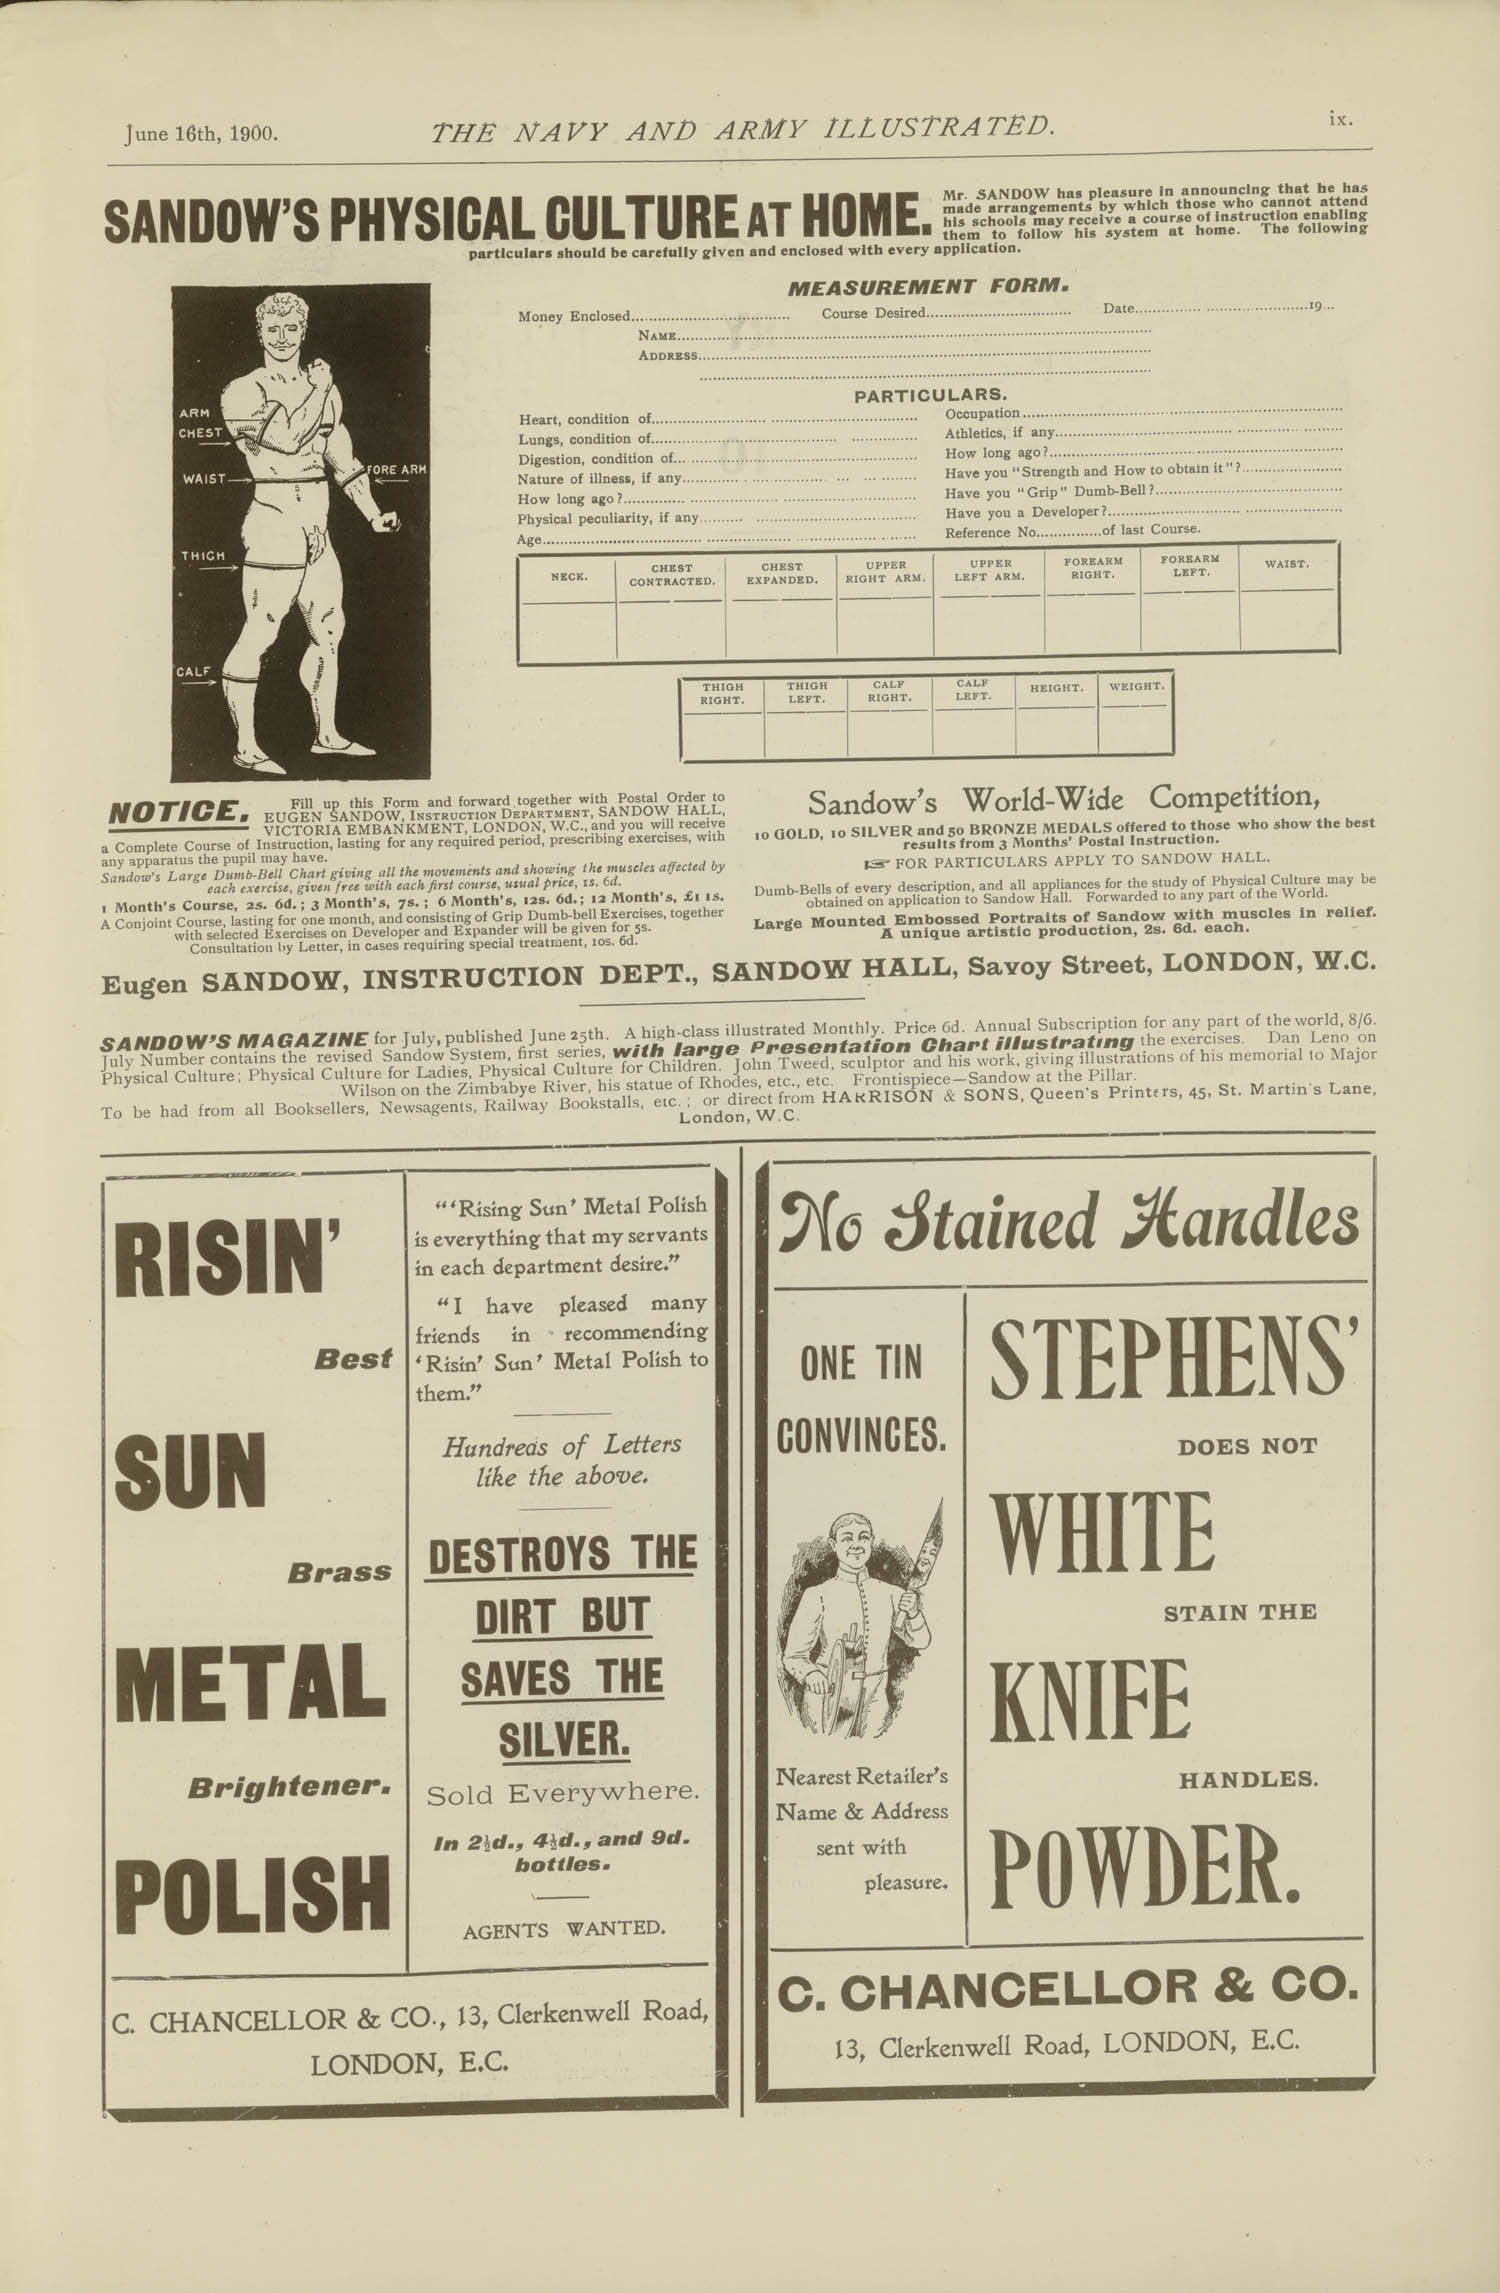 June 16th, 1900.
THE NAVY AND ARMY ILLUSTRATED.
ix.
SANDOW'S PHYSICAL CULTURE AT HOME.
Mr. SANDOW has pleasure in announcing that he has
made arrangements by which those who cannot attend
his schools may receive a course of instruction enabling
them to follow his system at home. The following
particulars should be carefully given and enclosed with every application.
ARM
CHEST
WAIST
FORE ARM
THIGH
CALF
MEASUREMENT FORM.
Money Enclosed.......... Course Desired.......... Date..........19...
NAME..........
ADDRESS..........
PARTICULARS.
Heart, condition of..........
Lungs, condition of..........
Digestion, condition of..........
Nature of illness, if any..........
How long ago?..........
Physical peculiarity, if any..........
Age..........
Occupation..........
Athletics, if any..........
How long ago?..........
Have you "Strength and How to obtain it"?..........
Have you "Grip" Dumb-Bell?..........
Have you a Developer?..........
Reference No...............of last Course.
NECK.
CHEST
CONTRACTED.
CHEST
EXPANDED.
UPPER
RIGHT ARM.
UPPER
LEFT ARM.
FOREARM
RIGHT.
FOREARM
LEFT.
WAIST.
THIGH
RIGHT.
THIGH
LEFT.
CALF
RIGHT.
CALF
LEFT.
HEIGHT.
WEIGHT.
NOTICE.
Fill up this Form and forward together with Postal Order to
EUGEN SANDOW, INSTRUCTION DEPARTMENT, SANDOW HALL,
VICTORIA EMBANKMENT, LONDON, W.C., and you will receive
a Complete Course of Instruction, lasting for any required period, prescribing exercises, with
any apparatus the pupil may have.
Sandow's Large Dumb-Bell Chart giving all the movements and showing the muscles affected by
each exercise, given free with each first course, usual price, 1s. 6d.
1 Month's Course, 2s. 6d.; 3 Month's, 7s.; 6 Month's, 12s. 6d.; 12 Month's, £1 1s.
A Conjoint Course, lasting for one month, and consisting of Grip Dumb-bell Exercises, together
with selected Exercises on Developer and Expander will be given for 5s.
Consultation by Letter, in cases requiring special treatment, 10s. 6d.
Sandow's World-Wide Competition,
10 GOLD, 10 SILVER and 50 BRONZE MEDALS offered to those who show the best
results from 3 Months' Postal Instruction.
☞ FOR PARTICULARS APPLY TO SANDOW HALL.
Dumb-Bells of every description, and all appliances for the study of Physical Culture may be
obtained on application to Sandow Hall. Forwarded to any part of the World.
Large Mounted Embossed Portraits of Sandow with muscles in relief.
A unique artistic production, 2s. 6d. each.
Eugen SANDOW, INSTRUCTION DEPT., SANDOW HALL, Savoy Street, LONDON, W.C.
SANDOW'S MAGAZINE for July, published June 25th. A high-class illustrated Monthly. Price 6d. Annual Subscription for any part of the world, 8/6.
July Number contains the revised Sandow System, first series, with large Presentation Chart illustrating the exercises. Dan Leno on
Physical Culture; Physical Culture for Ladies, Physical Culture for Children. John Tweed, sculptor and his work, giving illustrations of his memorial to Major
Wilson on the Zimbabye River, his statue of Rhodes, etc., etc. Frontispiece—Sandow at the Pillar.
To be had from all Booksellers, Newsagents, Railway Bookstalls, etc.; or direct from HARRISON & SONS, Queen's Printers, 45, St. Martin's Lane,
London, W.C.
RISIN'
Best
SUN
Brass
METAL
Brightener.
POLISH
"'Rising Sun' Metal Polish
is everything that my servants
in each department desire."
"I have pleased many
friends in recommending
'Risin' Sun' Metal Polish to
them."
Hundreds of Letters
like the above.
DESTROYS THE
DIRT BUT
SAVES THE
SILVER.
Sold Everywhere.
In 2½d., 4½d., and 9d.
bottles.
AGENTS WANTED.
C. CHANCELLOR & CO., 13, Clerkenwell Road,
LONDON, E.C.
No Stained Handles
ONE TIN
CONVINCES.
Nearest Retailer's
Name & Address
sent with
pleasure.
STEPHENS'
DOES NOT
WHITE
STAIN THE
KNIFE
HANDLES.
POWDER.
C. CHANCELLOR & CO.
13, Clerkenwell Road, LONDON, E.C.